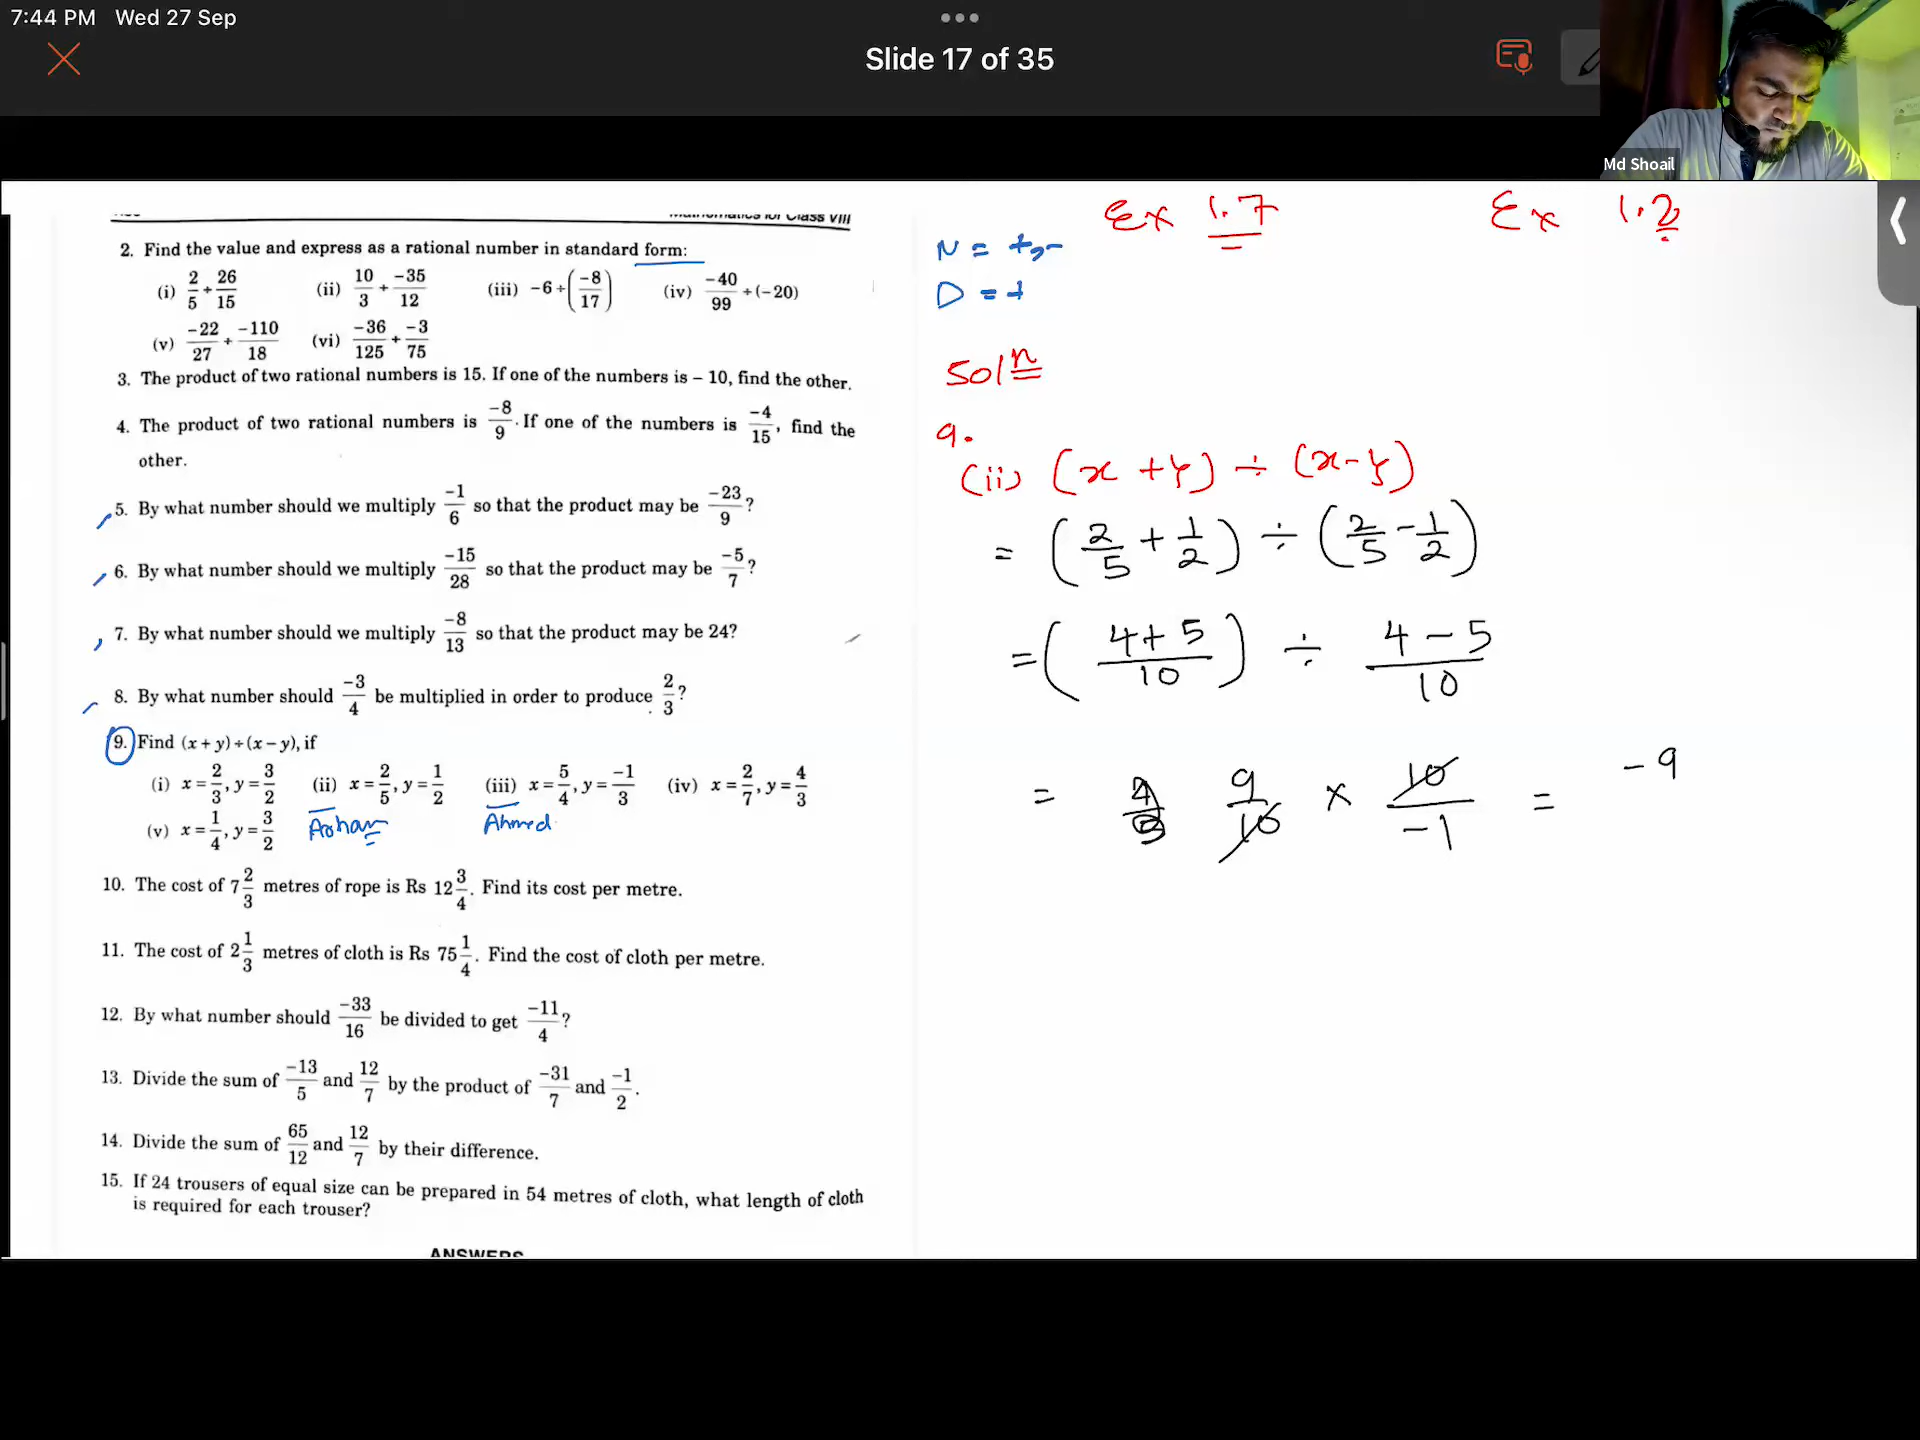 7:44 PM Wed 27 Sep
Slide 17 of 35
Md Shoail
Mathematics for Class VIII
2. Find the value and express as a rational number in standard form:
(i) 2/5 ÷ 26/15 (ii) 10/3 ÷ -35/12 (iii) -6 ÷ (-8/17) (iv) -40/99 ÷ (-20)
(v) -22/27 ÷ -110/18 (vi) -36/125 ÷ -3/75
3. The product of two rational numbers is 15. If one of the numbers is – 10, find the other.
4. The product of two rational numbers is -8/9. If one of the numbers is -4/15, find the
other.
5. By what number should we multiply -1/6 so that the product may be -23/9?
6. By what number should we multiply -15/28 so that the product may be -5/7?
7. By what number should we multiply -8/13 so that the product may be 24?
8. By what number should -3/4 be multiplied in order to produce 2/3?
9. Find (x + y) ÷ (x – y), if
(i) x = 2/3, y = 3/2 (ii) x = 2/5, y = 1/2 (iii) x = 5/4, y = -1/3 (iv) x = 2/7, y = 4/3
(v) x = 1/4, y = 3/2
Arham Ahmed
10. The cost of 7 2/3 metres of rope is Rs 12 3/4. Find its cost per metre.
11. The cost of 2 1/3 metres of cloth is Rs 75 1/4. Find the cost of cloth per metre.
12. By what number should -33/16 be divided to get -11/4?
13. Divide the sum of -13/5 and 12/7 by the product of -31/7 and -1/2.
14. Divide the sum of 65/12 and 12/7 by their difference.
15. If 24 trousers of equal size can be prepared in 54 metres of cloth, what length of cloth
is required for each trouser?
ANSWERS
Ex 1.7 Ex 1.2
N = +,-
D = +
Solⁿ
9.
(ii) (x + y) ÷ (x - y)
= (2/5 + 1/2) ÷ (2/5 - 1/2)
= (4+5/10) ÷ 4-5/10
= 9/10 × 10/-1 = -9